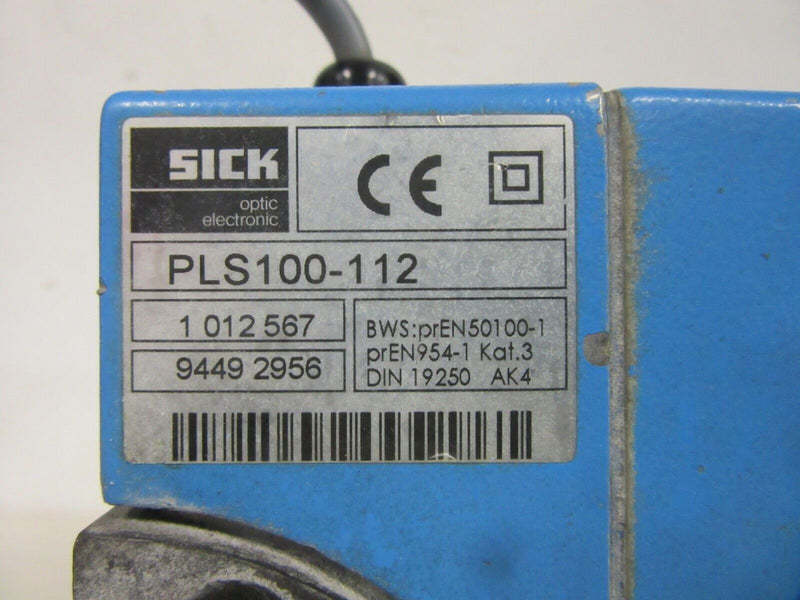 SICK
optic
electronic
CE
PLS100-112
1 012 567
9449 2956
BWS:prEN50100-1
prEN954-1 Kat.3
DIN 19250 AK4